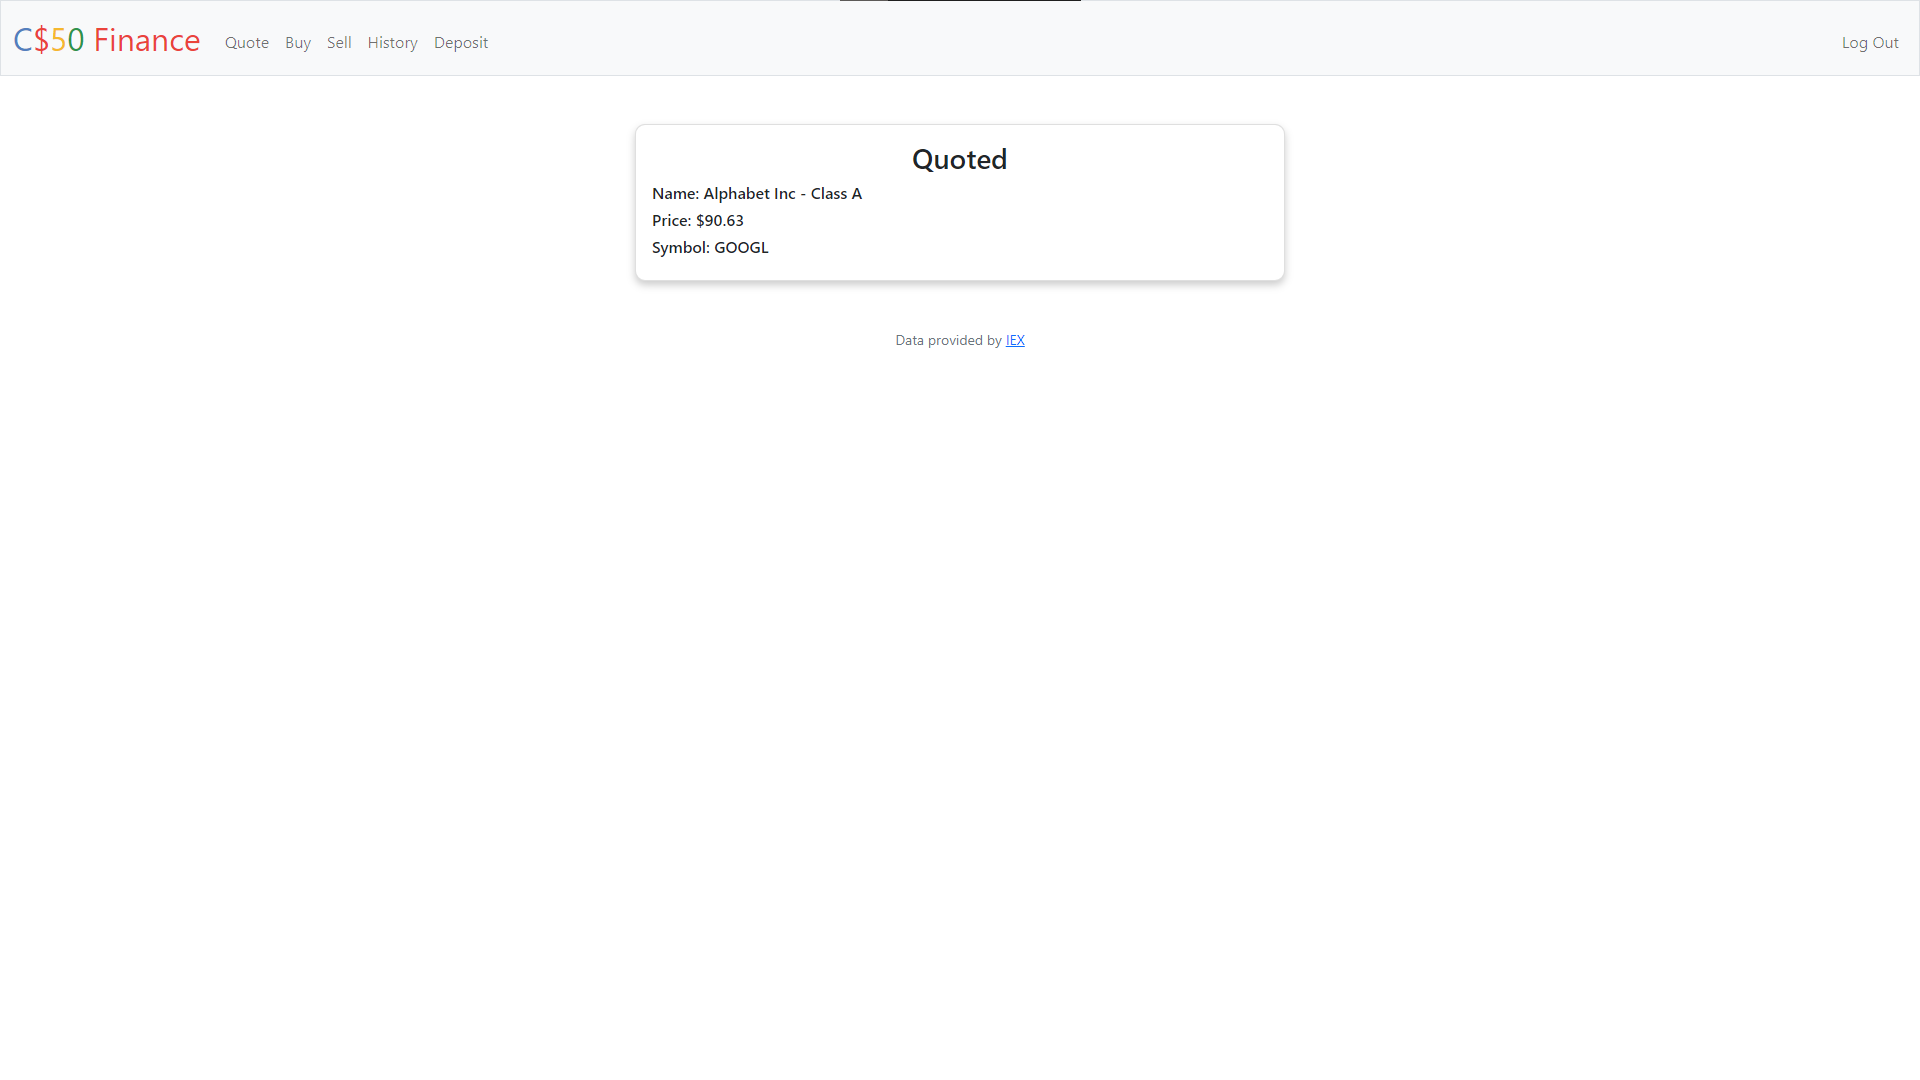 C$50 Finance Quote Buy Sell History Deposit Log Out
Quoted
Name: Alphabet Inc - Class A
Price: $90.63
Symbol: GOOGL
Data provided by IEX